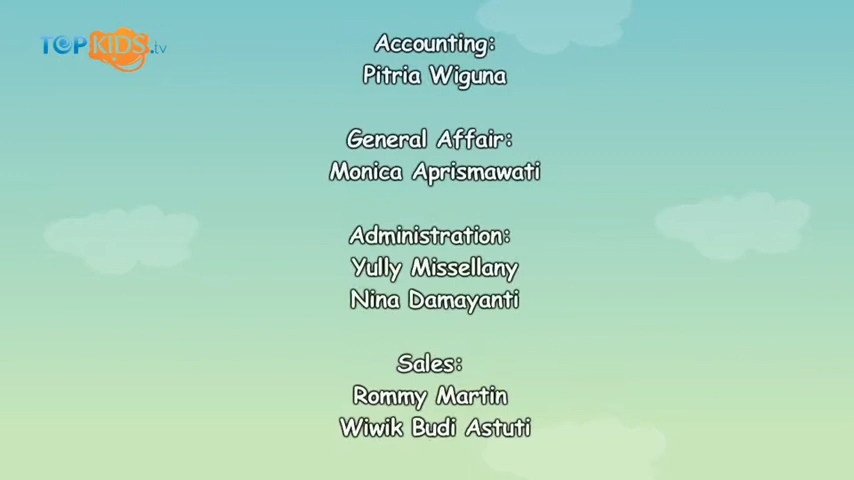 TOPKIDS.tv
Accounting:
Pitria Wiguna
General Affair:
Monica Aprismawati
Administration:
Yully Missellany
Nina Damayanti
Sales:
Rommy Martin
Wiwik Budi Astuti